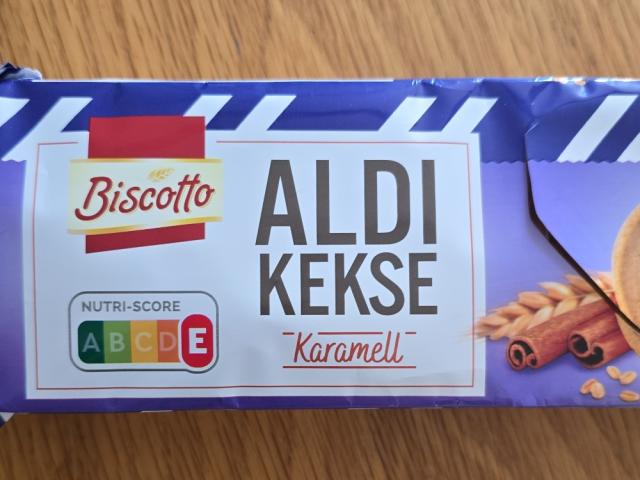 Biscotto
ALDI
KEKSE
Karamell
NUTRI-SCORE
A B C D E